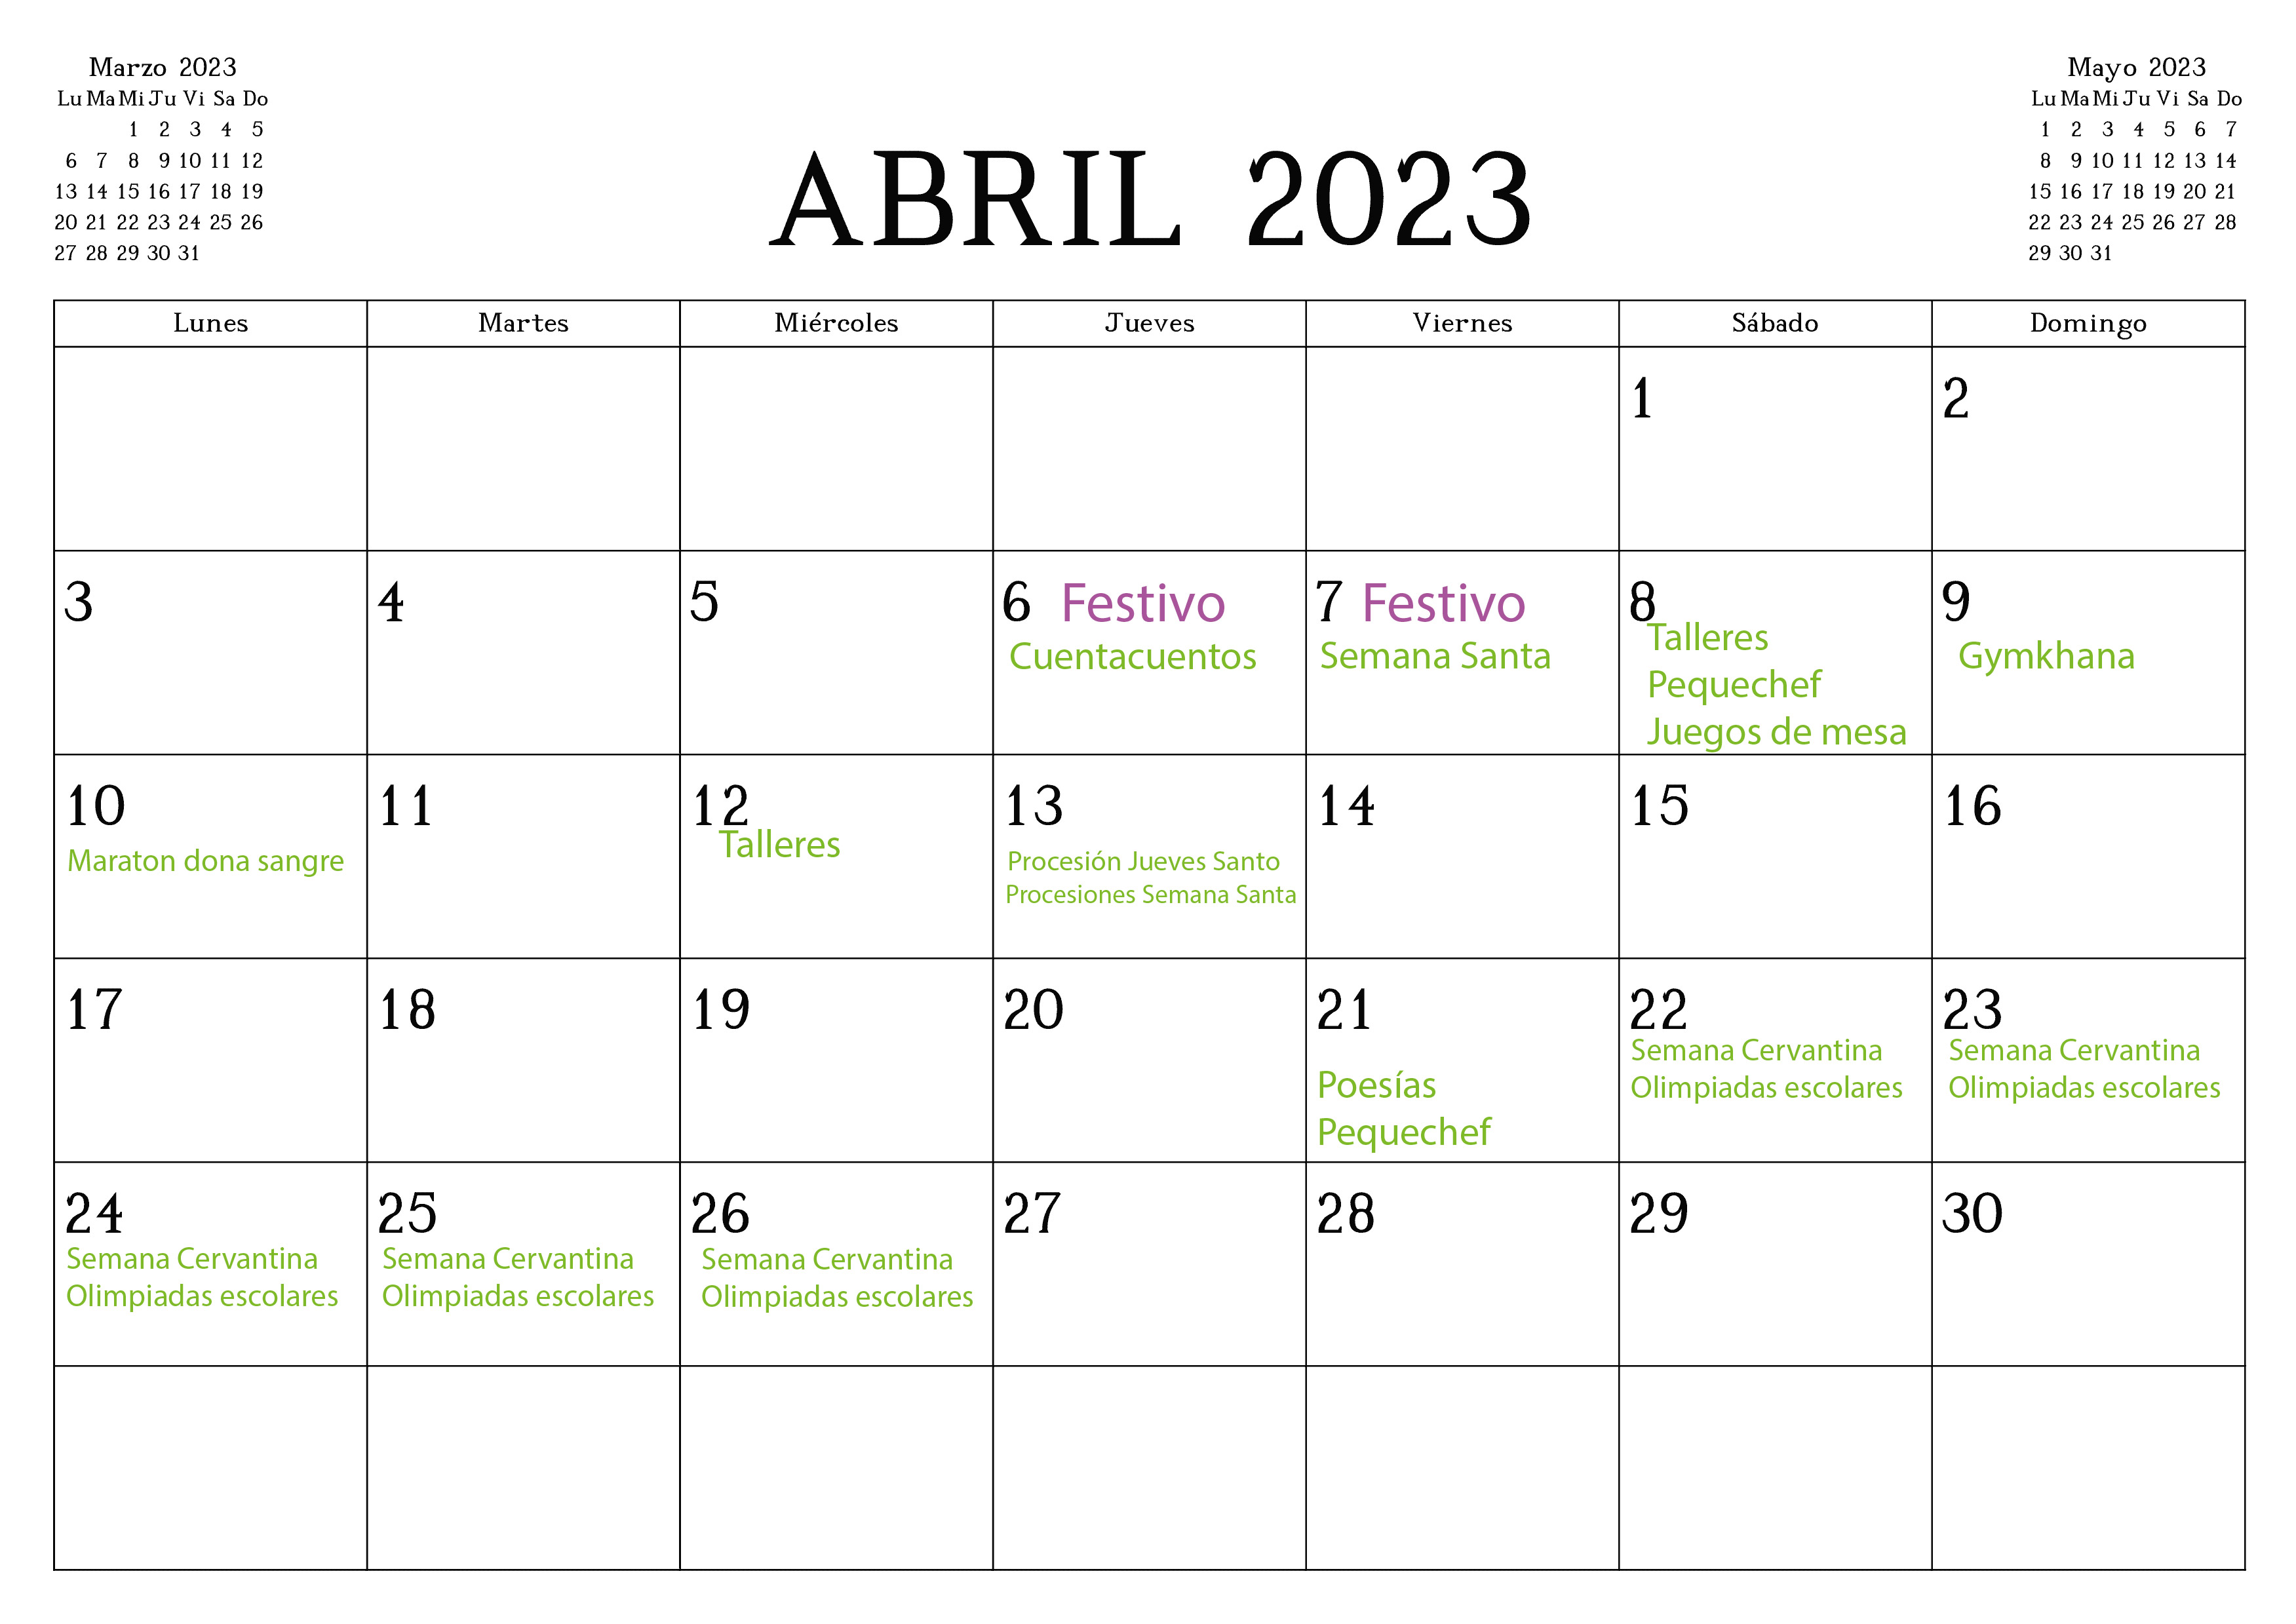 Marzo 2023
Lu Ma Mi Ju Vi Sa Do
1 2 3 4 5
6 7 8 9 10 11 12
13 14 15 16 17 18 19
20 21 22 23 24 25 26
27 28 29 30 31
ABRIL 2023
Mayo 2023
Lu Ma Mi Ju Vi Sa Do
1 2 3 4 5 6 7
8 9 10 11 12 13 14
15 16 17 18 19 20 21
22 23 24 25 26 27 28
29 30 31
Lunes Martes Miércoles Jueves Viernes Sábado Domingo
1
2
3
4
5
6 Festivo
Cuentacuentos
7 Festivo
Semana Santa
8
Talleres
Pequechef
Juegos de mesa
9
Gymkhana
10
Maraton dona sangre
11
12
Talleres
13
Procesión Jueves Santo
Procesiones Semana Santa
14
15
16
17
18
19
20
21
Poesías
Pequechef
22
Semana Cervantina
Olimpiadas escolares
23
Semana Cervantina
Olimpiadas escolares
24
Semana Cervantina
Olimpiadas escolares
25
Semana Cervantina
Olimpiadas escolares
26
Semana Cervantina
Olimpiadas escolares
27
28
29
30